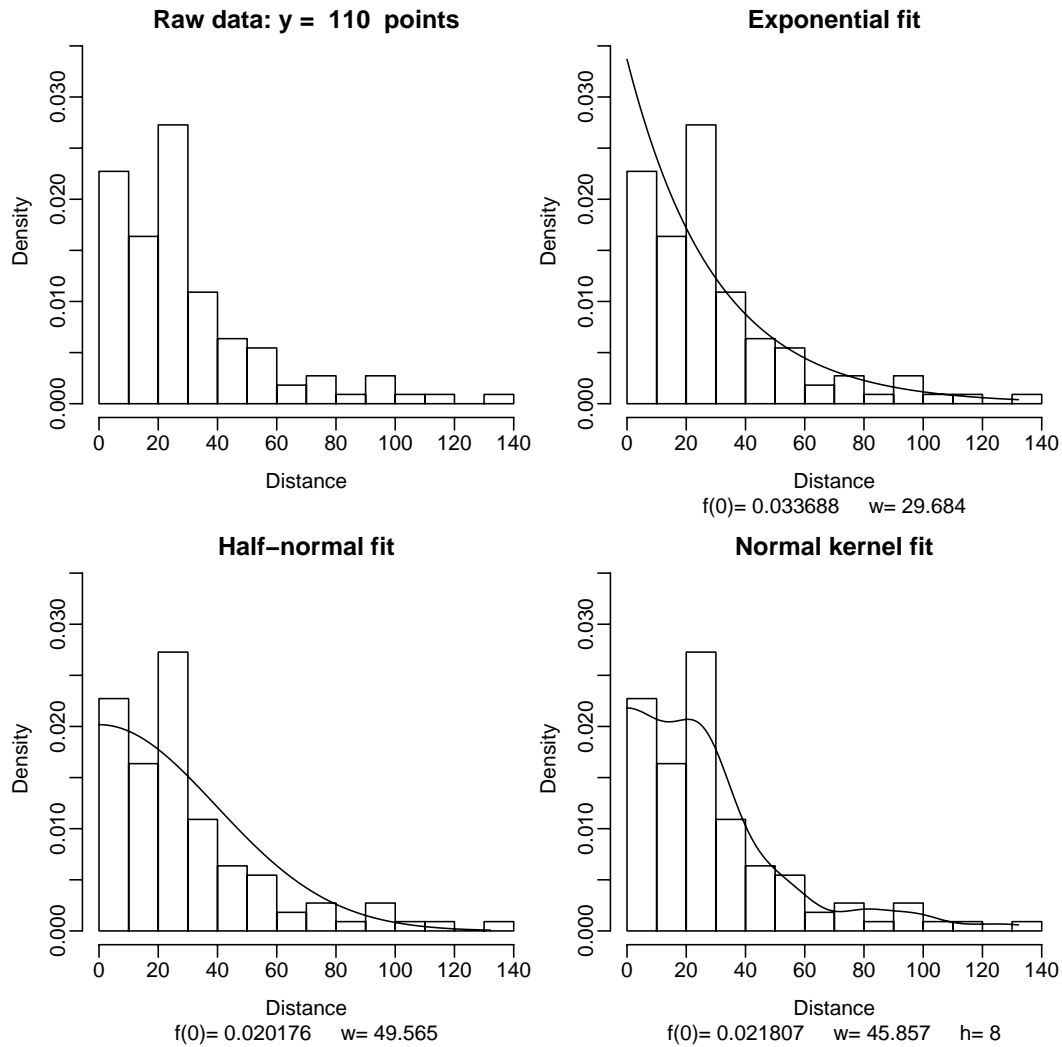 Raw data: y = 110 points
Density
0.000 0.010 0.020 0.030
0 20 40 60 80 100 120 140
Distance
Exponential fit
Density
0.000 0.010 0.020 0.030
0 20 40 60 80 100 120 140
Distance
f(0)= 0.033688 w= 29.684
Half−normal fit
Density
0.000 0.010 0.020 0.030
0 20 40 60 80 100 120 140
Distance
f(0)= 0.020176 w= 49.565
Normal kernel fit
Density
0.000 0.010 0.020 0.030
0 20 40 60 80 100 120 140
Distance
f(0)= 0.021807 w= 45.857 h= 8